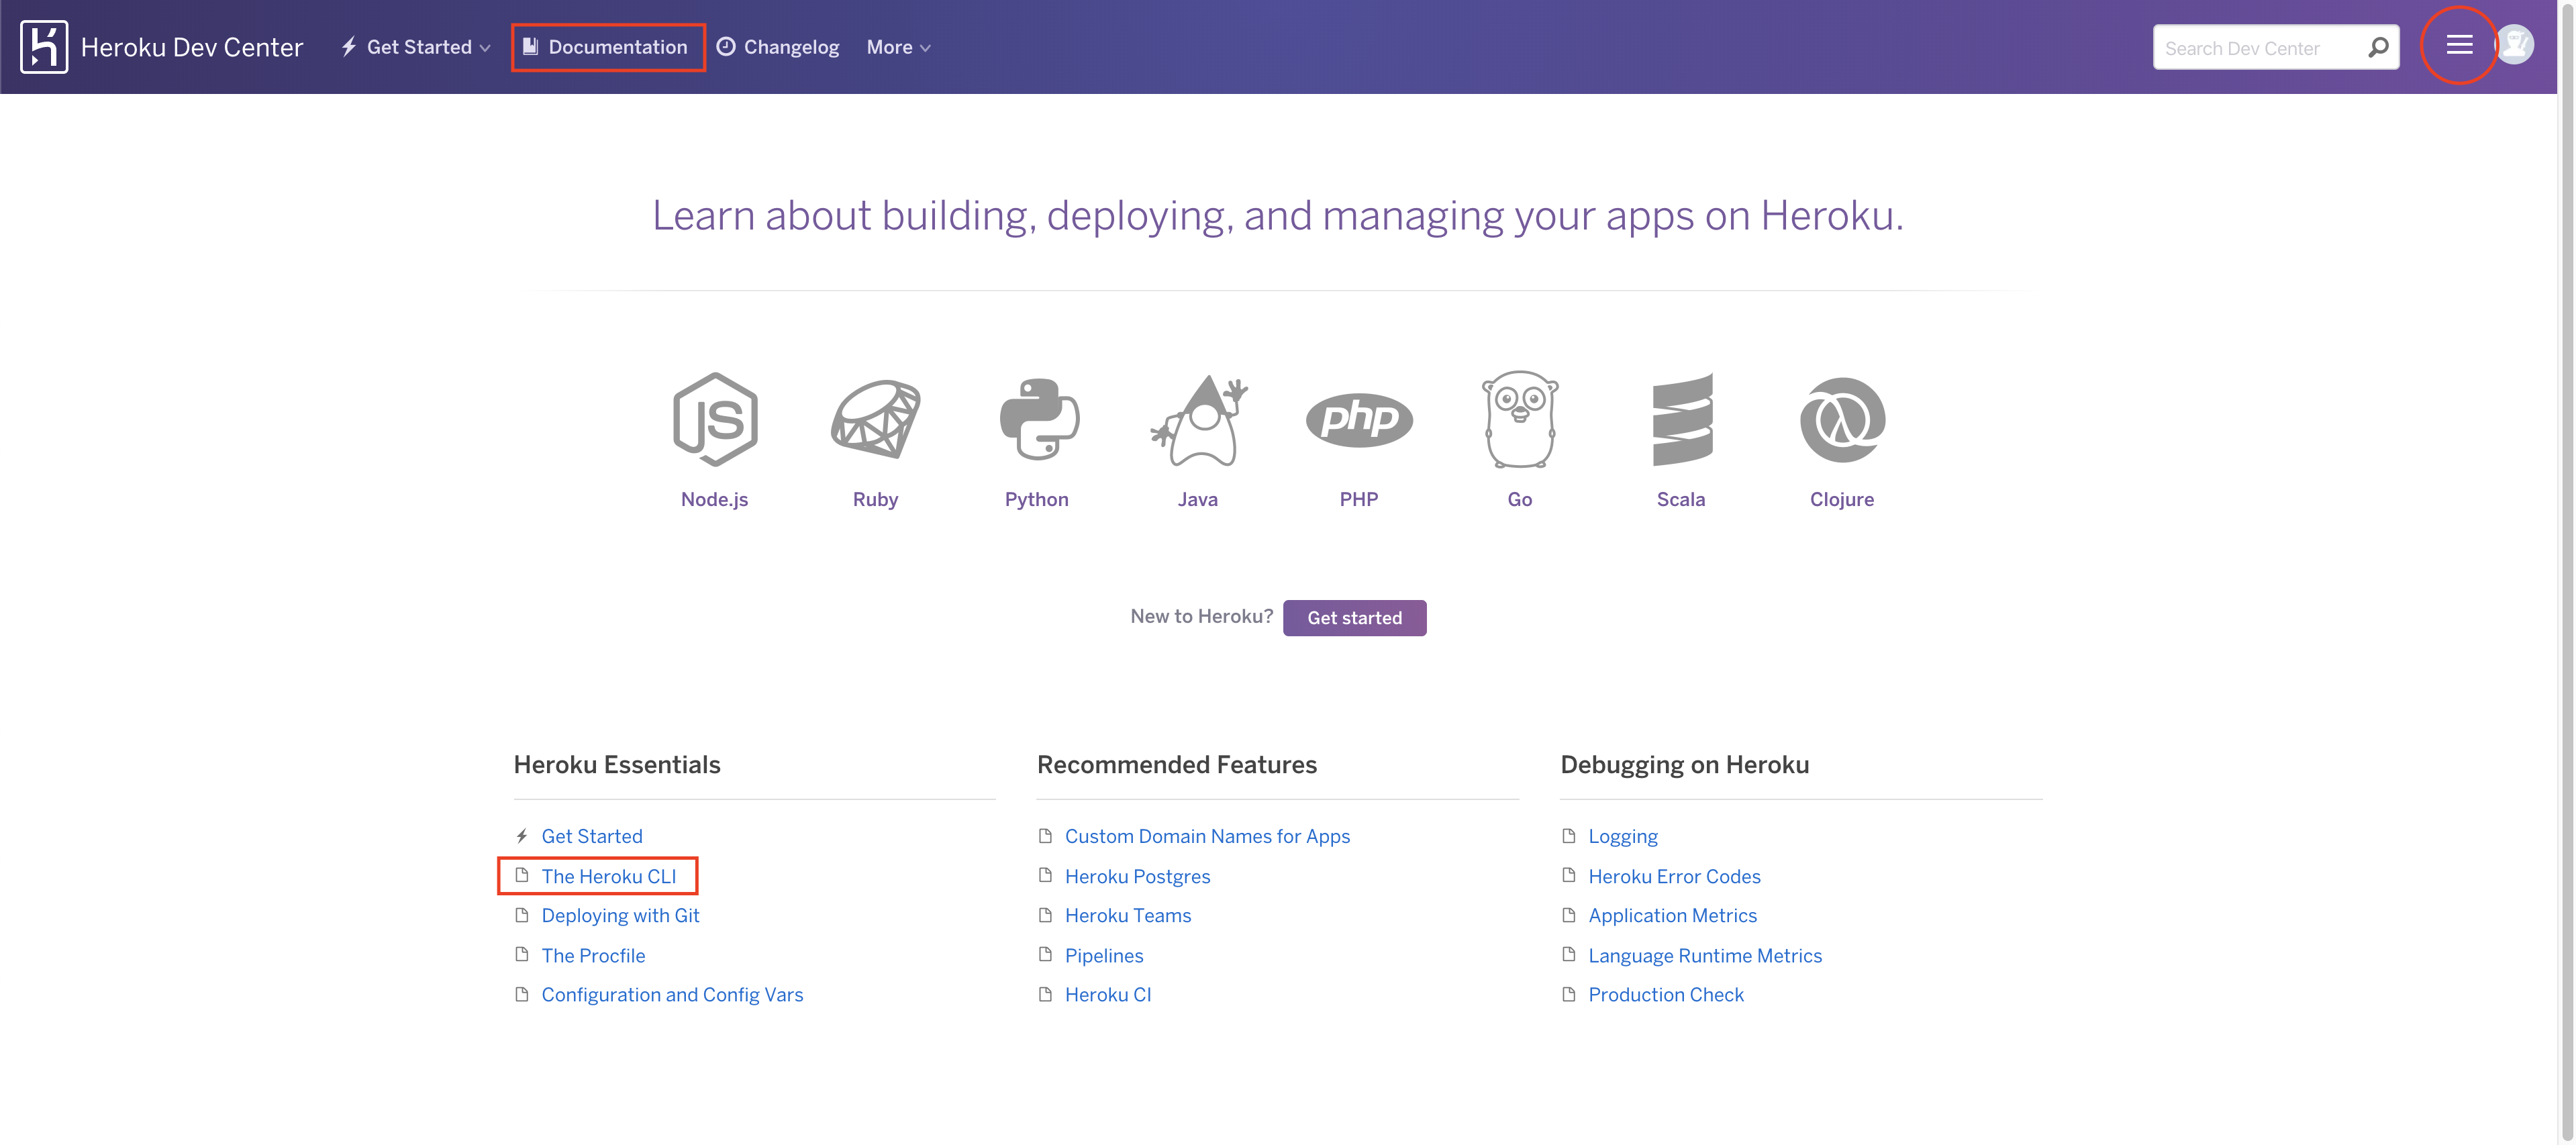 Heroku Dev Center Get Started Documentation Changelog More Search Dev Center
Learn about building, deploying, and managing your apps on Heroku.
JS php
Node.js Ruby Python Java PHP Go Scala Clojure
New to Heroku? Get started
Heroku Essentials
Get Started
The Heroku CLI
Deploying with Git
The Procfile
Configuration and Config Vars
Recommended Features
Custom Domain Names for Apps
Heroku Postgres
Heroku Teams
Pipelines
Heroku CI
Debugging on Heroku
Logging
Heroku Error Codes
Application Metrics
Language Runtime Metrics
Production Check